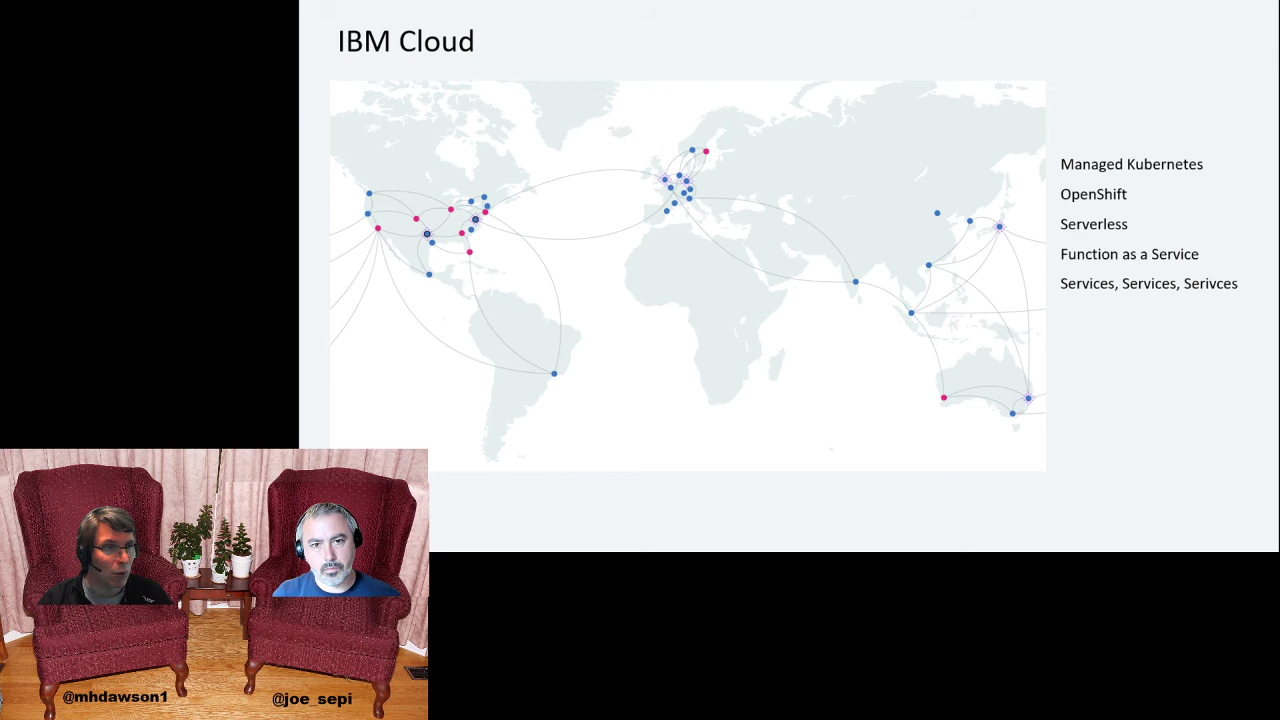 IBM Cloud
Managed Kubernetes
OpenShift
Serverless
Function as a Service
Services, Services, Serivces
@mhdawson1
@joe_sepi